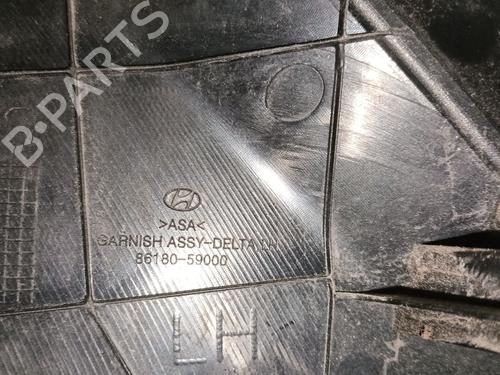 B-PARTS
>ASA<
GARNISH ASSY-DELTA LH
86180-59000
LH